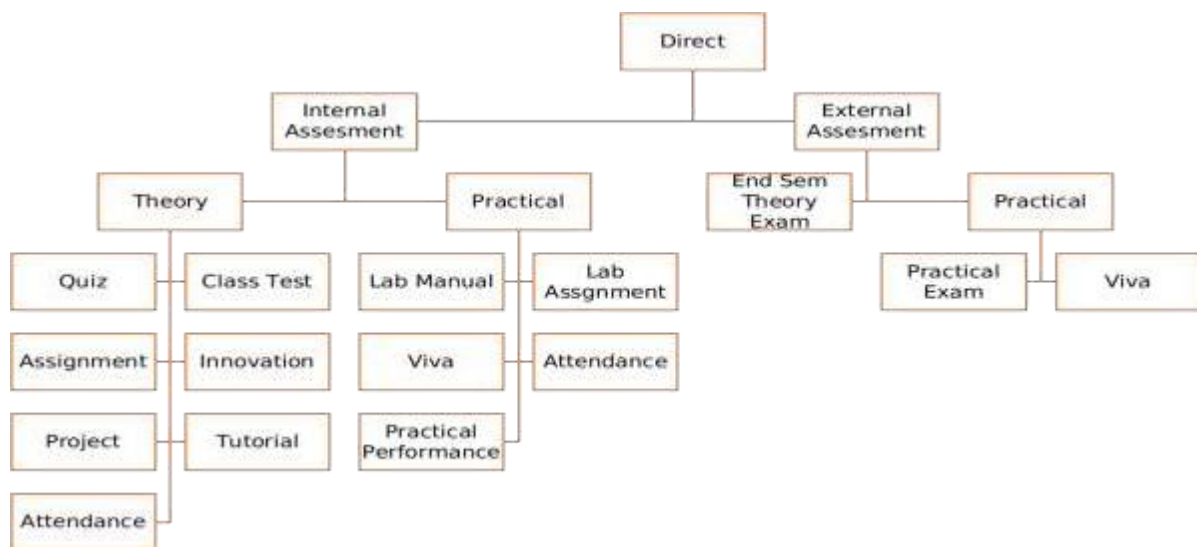 Direct
Internal
Assesment
External
Assesment
Theory
Practical
End Sem
Theory
Exam
Practical
Quiz
Class Test
Lab Manual
Lab
Assgnment
Practical
Exam
Viva
Assignment
Innovation
Viva
Attendance
Project
Tutorial
Practical
Performance
Attendance